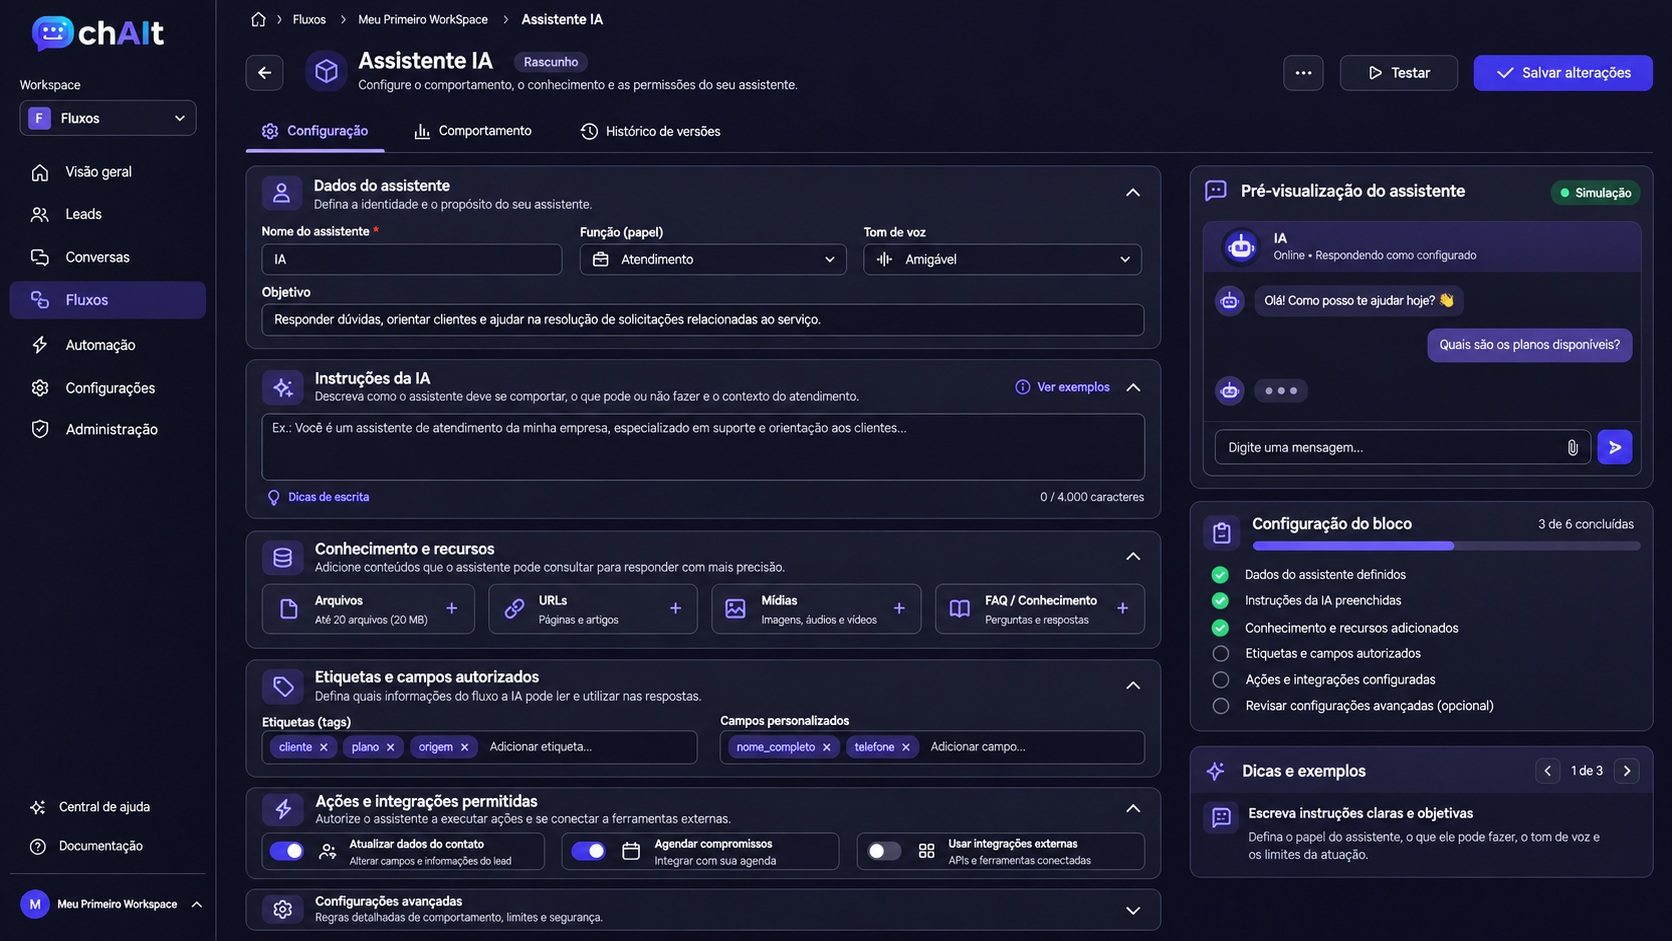 chAIt
Workspace
F Fluxos
Visão geral
Leads
Conversas
Fluxos
Automação
Configurações
Administração
Central de ajuda
Documentação
M Meu Primeiro Workspace
Fluxos > Meu Primeiro WorkSpace > Assistente IA
Assistente IA Rascunho
Configure o comportamento, o conhecimento e as permissões do seu assistente.
Testar
Salvar alterações
Configuração
Comportamento
Histórico de versões
Dados do assistente
Defina a identidade e o propósito do seu assistente.
Nome do assistente *
IA
Função (papel)
Atendimento
Tom de voz
Amigável
Objetivo
Responder dúvidas, orientar clientes e ajudar na resolução de solicitações relacionadas ao serviço.
Instruções da IA
Descreva como o assistente deve se comportar, o que pode ou não fazer e o contexto do atendimento.
Ver exemplos
Ex.: Você é um assistente de atendimento da minha empresa, especializado em suporte e orientação aos clientes...
Dicas de escrita
0 / 4.000 caracteres
Conhecimento e recursos
Adicione conteúdos que o assistente pode consultar para responder com mais precisão.
Arquivos
Até 20 arquivos (20 MB)
URLs
Páginas e artigos
Mídias
Imagens, áudios e vídeos
FAQ / Conhecimento
Perguntas e respostas
Etiquetas e campos autorizados
Defina quais informações do fluxo a IA pode ler e utilizar nas respostas.
Etiquetas (tags)
cliente × plano × origem × Adicionar etiqueta...
Campos personalizados
nome_completo × telefone × Adicionar campo...
Ações e integrações permitidas
Autorize o assistente a executar ações e se conectar a ferramentas externas.
Atualizar dados do contato
Alterar campos e informações do lead
Agendar compromissos
Integrar com sua agenda
Usar integrações externas
APIs e ferramentas conectadas
Configurações avançadas
Regras detalhadas de comportamento, limites e segurança.
Pré-visualização do assistente
Simulação
IA
Online • Respondendo como configurado
Olá! Como posso te ajudar hoje? 👋
Quais são os planos disponíveis?
Digite uma mensagem...
Configuração do bloco
3 de 6 concluídas
Dados do assistente definidos
Instruções da IA preenchidas
Conhecimento e recursos adicionados
Etiquetas e campos autorizados
Ações e integrações configuradas
Revisar configurações avançadas (opcional)
Dicas e exemplos
1 de 3
Escreva instruções claras e objetivas
Defina o papel do assistente, o que ele pode fazer, o tom de voz e
os limites da atuação.